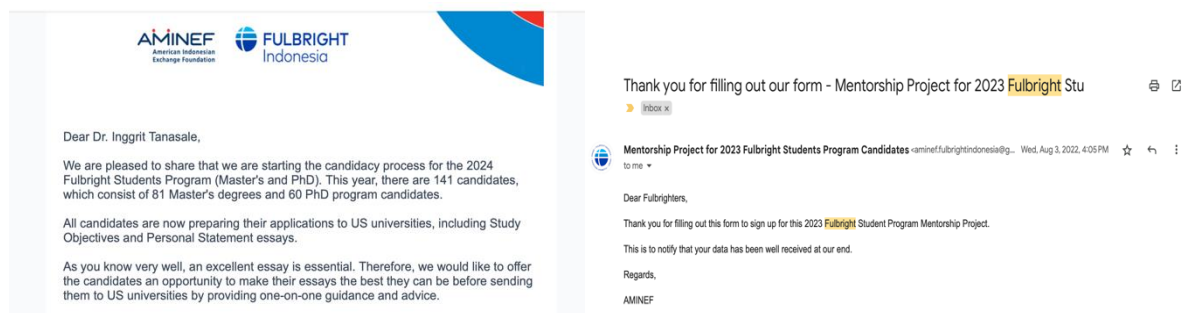 AMINEF
American Indonesian
Exchange Foundation
FULBRIGHT
Indonesia
Dear Dr. Inggrit Tanasale,
We are pleased to share that we are starting the candidacy process for the 2024
Fulbright Students Program (Master's and PhD). This year, there are 141 candidates,
which consist of 81 Master's degrees and 60 PhD program candidates.
All candidates are now preparing their applications to US universities, including Study
Objectives and Personal Statement essays.
As you know very well, an excellent essay is essential. Therefore, we would like to offer
the candidates an opportunity to make their essays the best they can be before sending
them to US universities by providing one-on-one guidance and advice.
Thank you for filling out our form - Mentorship Project for 2023 Fulbright Stu
Inbox x
Mentorship Project for 2023 Fulbright Students Program Candidates <aminef.fulbrightindonesia@g... Wed, Aug 3, 2022, 4:05 PM
to me
Dear Fulbrighters,
Thank you for filling out this form to sign up for this 2023 Fulbright Student Program Mentorship Project.
This is to notify that your data has been well received at our end.
Regards,
AMINEF